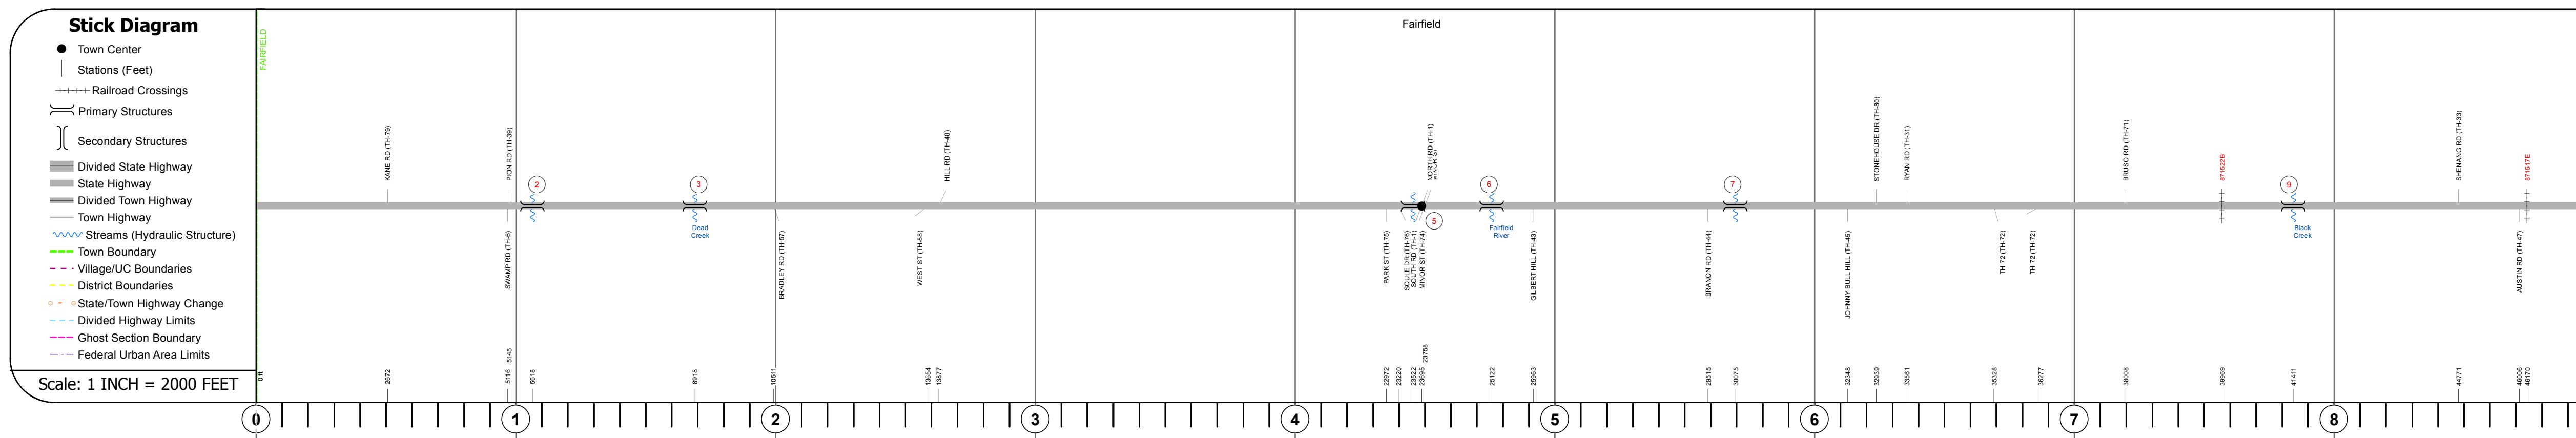 Stick Diagram
Town Center
Stations (Feet)
Railroad Crossings
Primary Structures
Secondary Structures
Divided State Highway
State Highway
Divided Town Highway
Town Highway
Streams (Hydraulic Structure)
Town Boundary
Village/UC Boundaries
District Boundaries
State/Town Highway Change
Divided Highway Limits
Ghost Section Boundary
Federal Urban Area Limits
Scale: 1 INCH = 2000 FEET
FAIRFIELD
Fairfield
KANE RD (TH-79)
PION RD (TH-39)
HILL RD (TH-40)
NORTH RD (TH-1)
STONEHOUSE DR (TH-80)
RYAN RD (TH-31)
BRUSO RD (TH-71)
871522B
SHENANG RD (TH-33)
871517E
2
3
5
6
7
9
SWAMP RD (TH-6)
Dead
Creek
BRADLEY RD (TH-57)
WEST ST (TH-58)
PARK ST (TH-75)
SOULE DR (TH-76)
SOUTH RD (TH-1)
MINOR ST (TH-74)
Fairfield
River
GILBERT HILL (TH-43)
BRANON RD (TH-44)
JOHNNY BULL HILL (TH-45)
TH 72 (TH-72)
TH 72 (TH-72)
Black
Creek
AUSTIN RD (TH-47)
0 ft
2672
5116
5145
5618
8918
10511
13654
13877
22972
23220
23522
23695
23758
25122
25963
29515
30075
32348
32939
33561
35328
36277
38008
39969
41411
44771
46006
46170
0
1
2
3
4
5
6
7
8